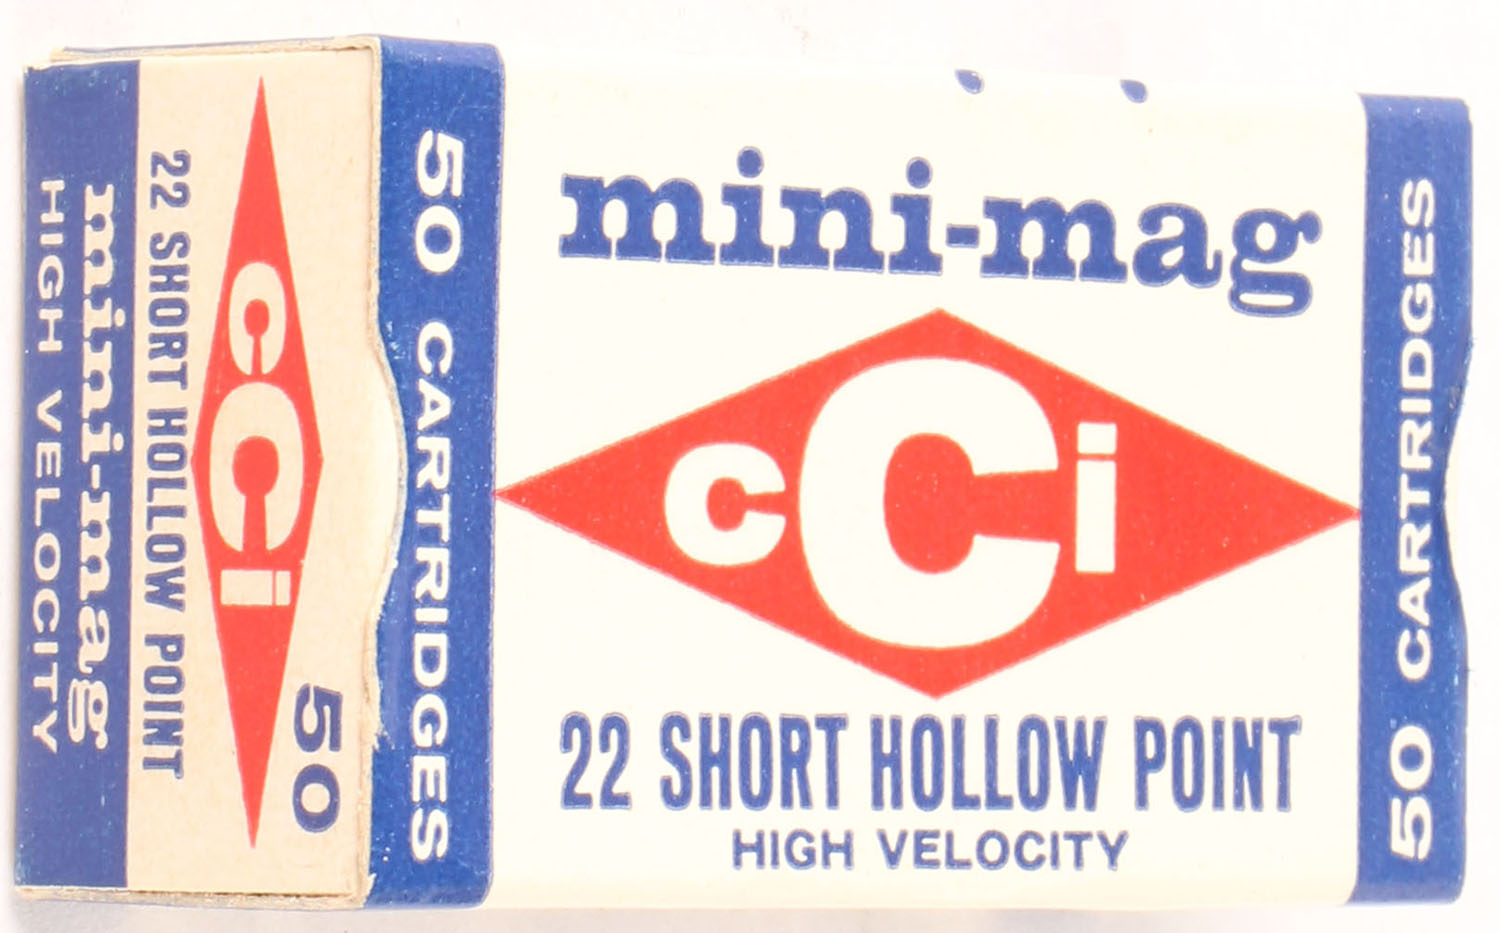 mini-mag
HIGH VELOCITY
22 SHORT HOLLOW POINT
cCi
50
50 CARTRIDGES
mini-mag
cCi
22 SHORT HOLLOW POINT
HIGH VELOCITY
50 CARTRIDGES